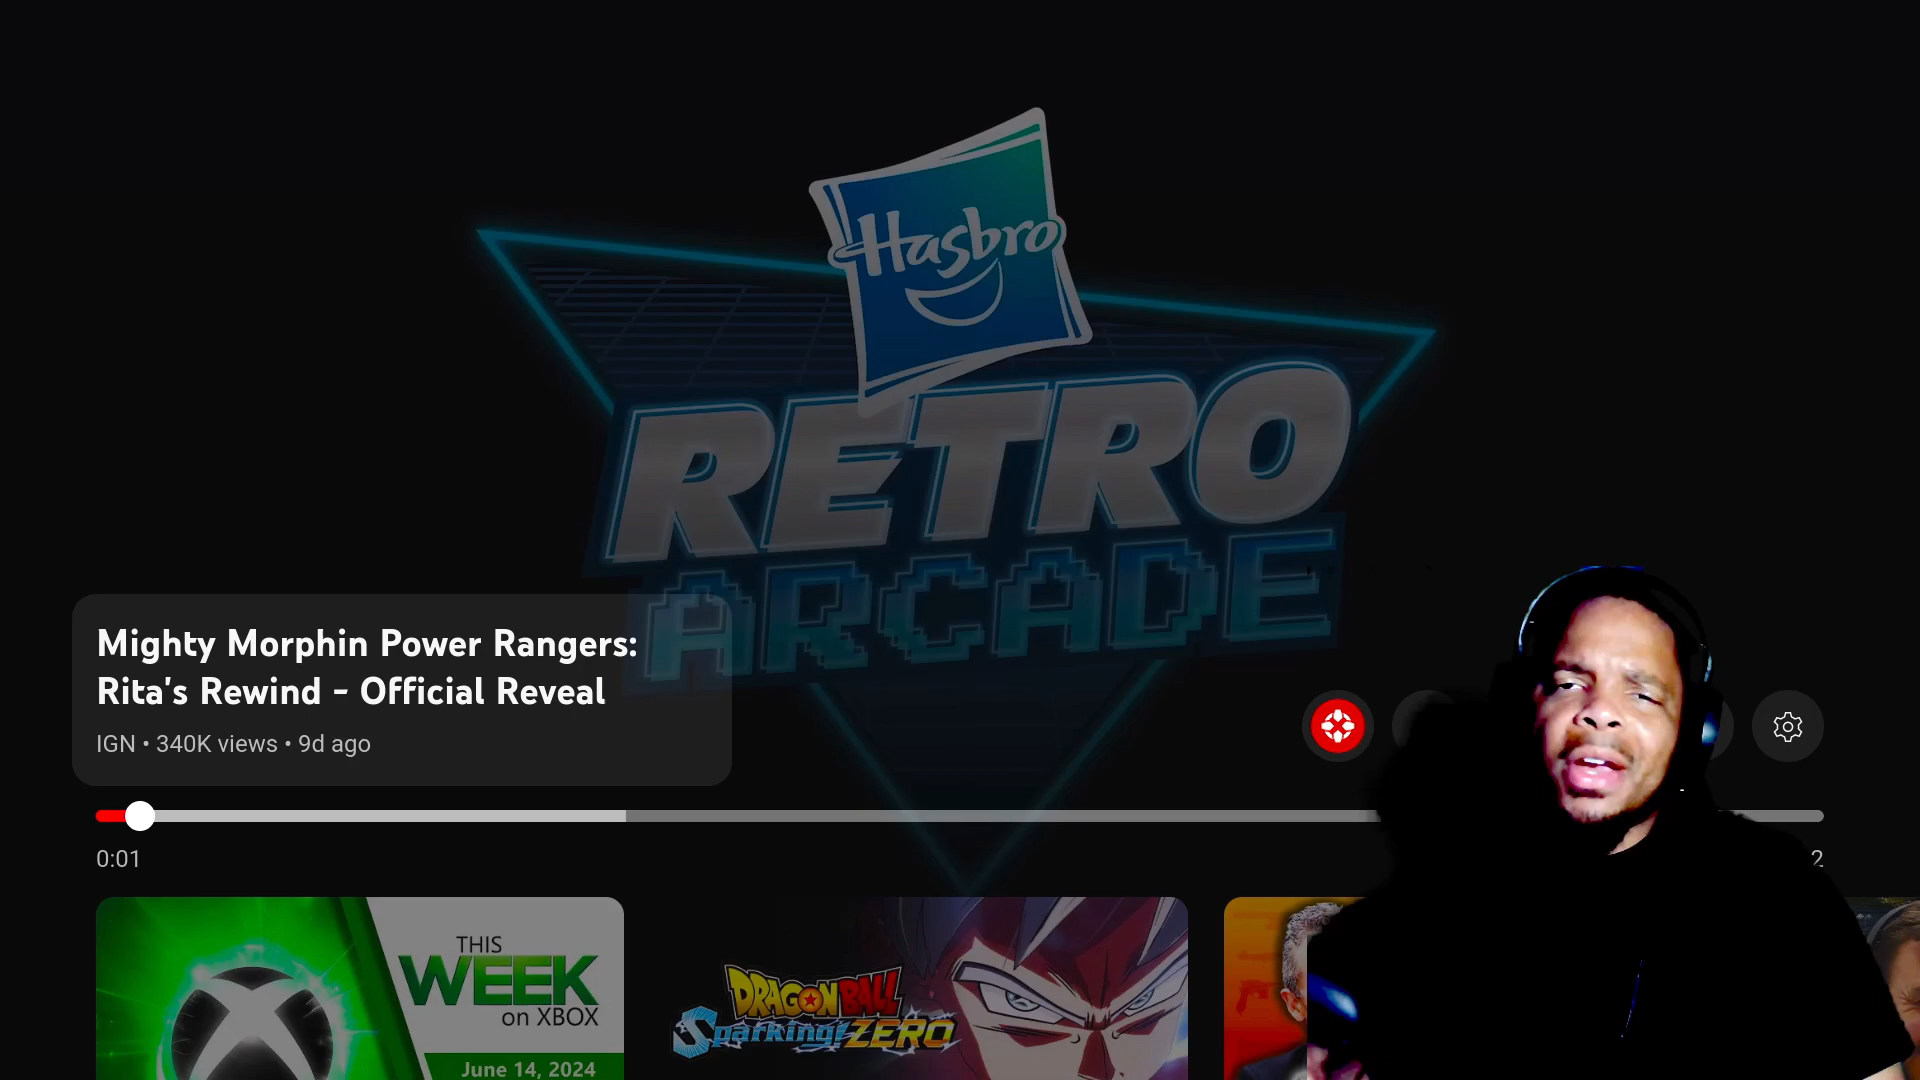 Hasbro
RETRO
ARCADE
Mighty Morphin Power Rangers:
Rita's Rewind - Official Reveal
IGN • 340K views • 9d ago
0:01
2
THIS
WEEK
on XBOX
June 14, 2024
DRAGON BALL
Sparking! ZERO